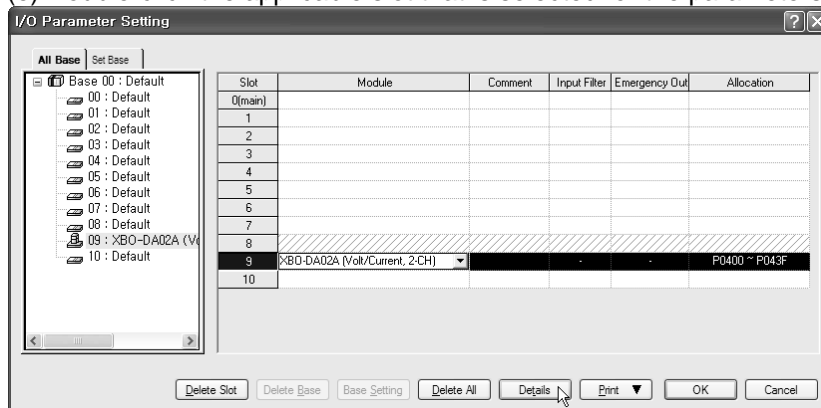 I/O Parameter Setting
All Base Set Base
Base 00 : Default
00 : Default
01 : Default
02 : Default
03 : Default
04 : Default
05 : Default
06 : Default
07 : Default
08 : Default
09 : XBO-DA02A (Vo
10 : Default
Slot Module Comment Input Filter Emergency Out Allocation
0(main)
1
2
3
4
5
6
7
8
9 XBO-DA02A (Volt/Current, 2-CH) - - P0400 ~ P043F
10
Delete Slot Delete Base Base Setting Delete All Details Print ▼ OK Cancel